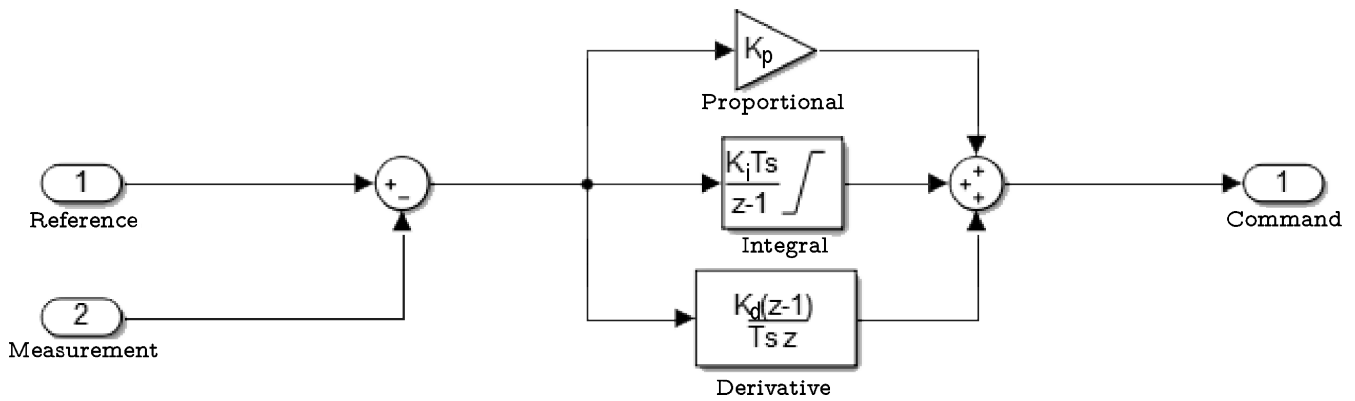 Kp
Proportional
1
Reference
+
−
KiTs
z-1
Integral
+
+
+
1
Command
2
Measurement
Kd(z-1)
Ts z
Derivative